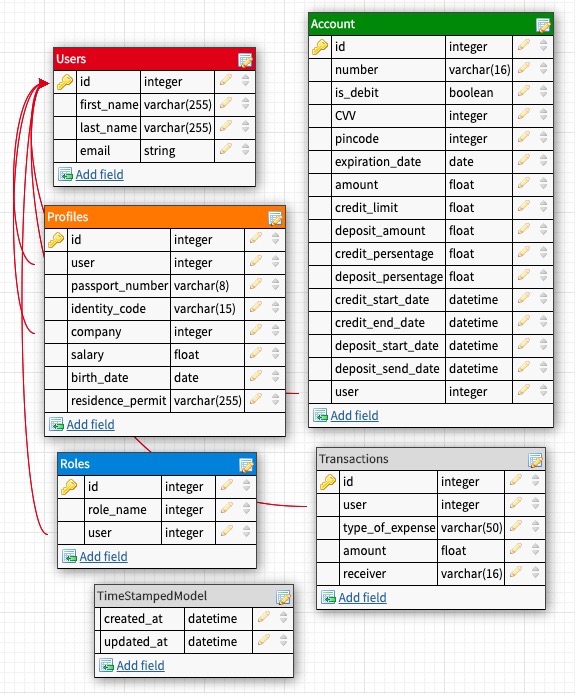 Users
id integer
first_name varchar(255)
last_name varchar(255)
email string
Add field
Profiles
id integer
user integer
passport_number varchar(8)
identity_code varchar(15)
company integer
salary float
birth_date date
residence_permit varchar(255)
Add field
Roles
id integer
role_name integer
user integer
Add field
TimeStampedModel
created_at datetime
updated_at datetime
Add field
Account
id integer
number varchar(16)
is_debit boolean
CVV integer
pincode integer
expiration_date date
amount float
credit_limit float
deposit_amount float
credit_persentage float
deposit_persentage float
credit_start_date datetime
credit_end_date datetime
deposit_start_date datetime
deposit_send_date datetime
user integer
Add field
Transactions
id integer
user integer
type_of_expense varchar(50)
amount float
receiver varchar(16)
Add field